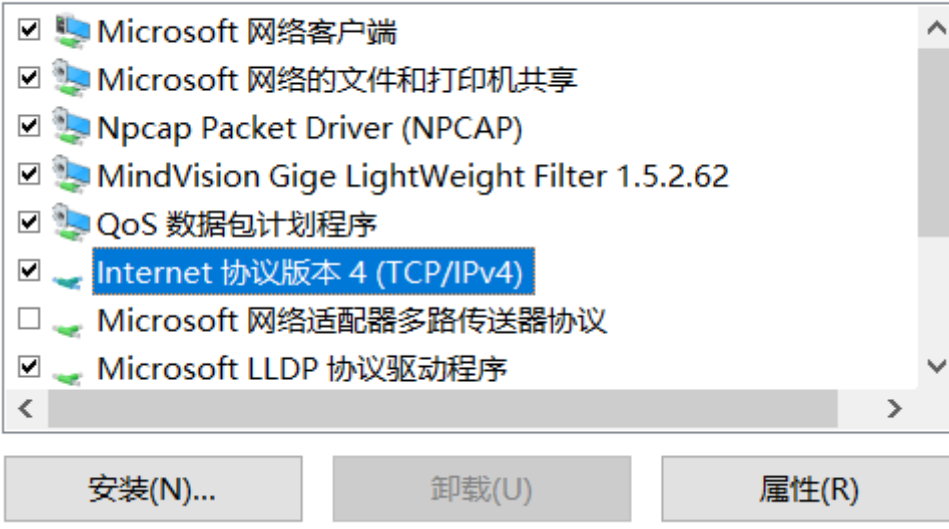 Microsoft 网络客户端
Microsoft 网络的文件和打印机共享
Npcap Packet Driver (NPCAP)
MindVision Gige LightWeight Filter 1.5.2.62
QoS 数据包计划程序
Internet 协议版本 4 (TCP/IPv4)
Microsoft 网络适配器多路传送器协议
Microsoft LLDP 协议驱动程序
安装(N)... 卸载(U) 属性(R)